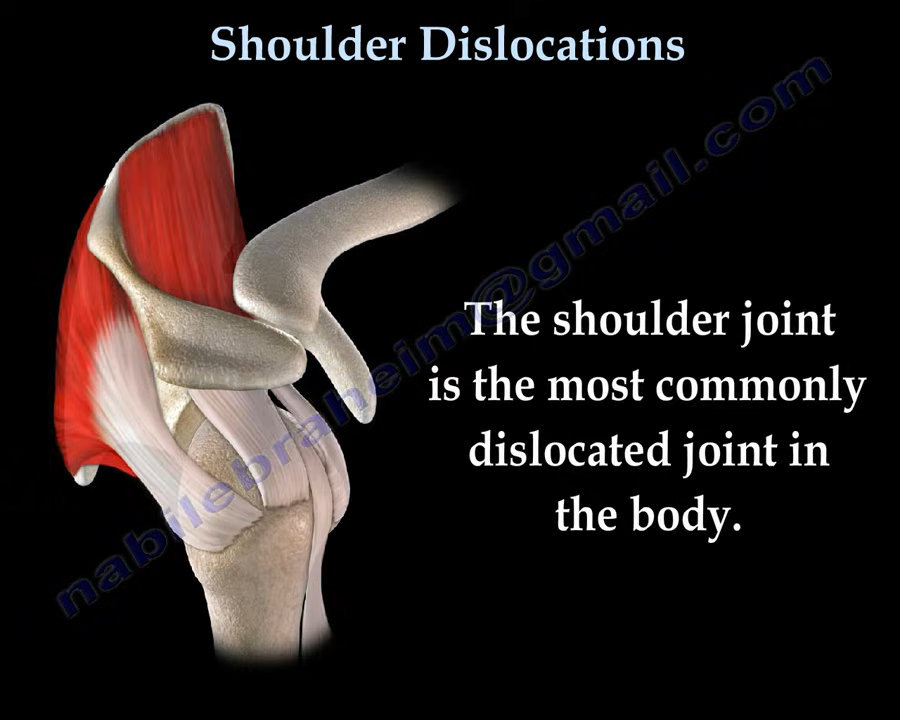 Shoulder Dislocations
The shoulder joint
is the most commonly
dislocated joint in
the body.
nabilebraheim@gmail.com